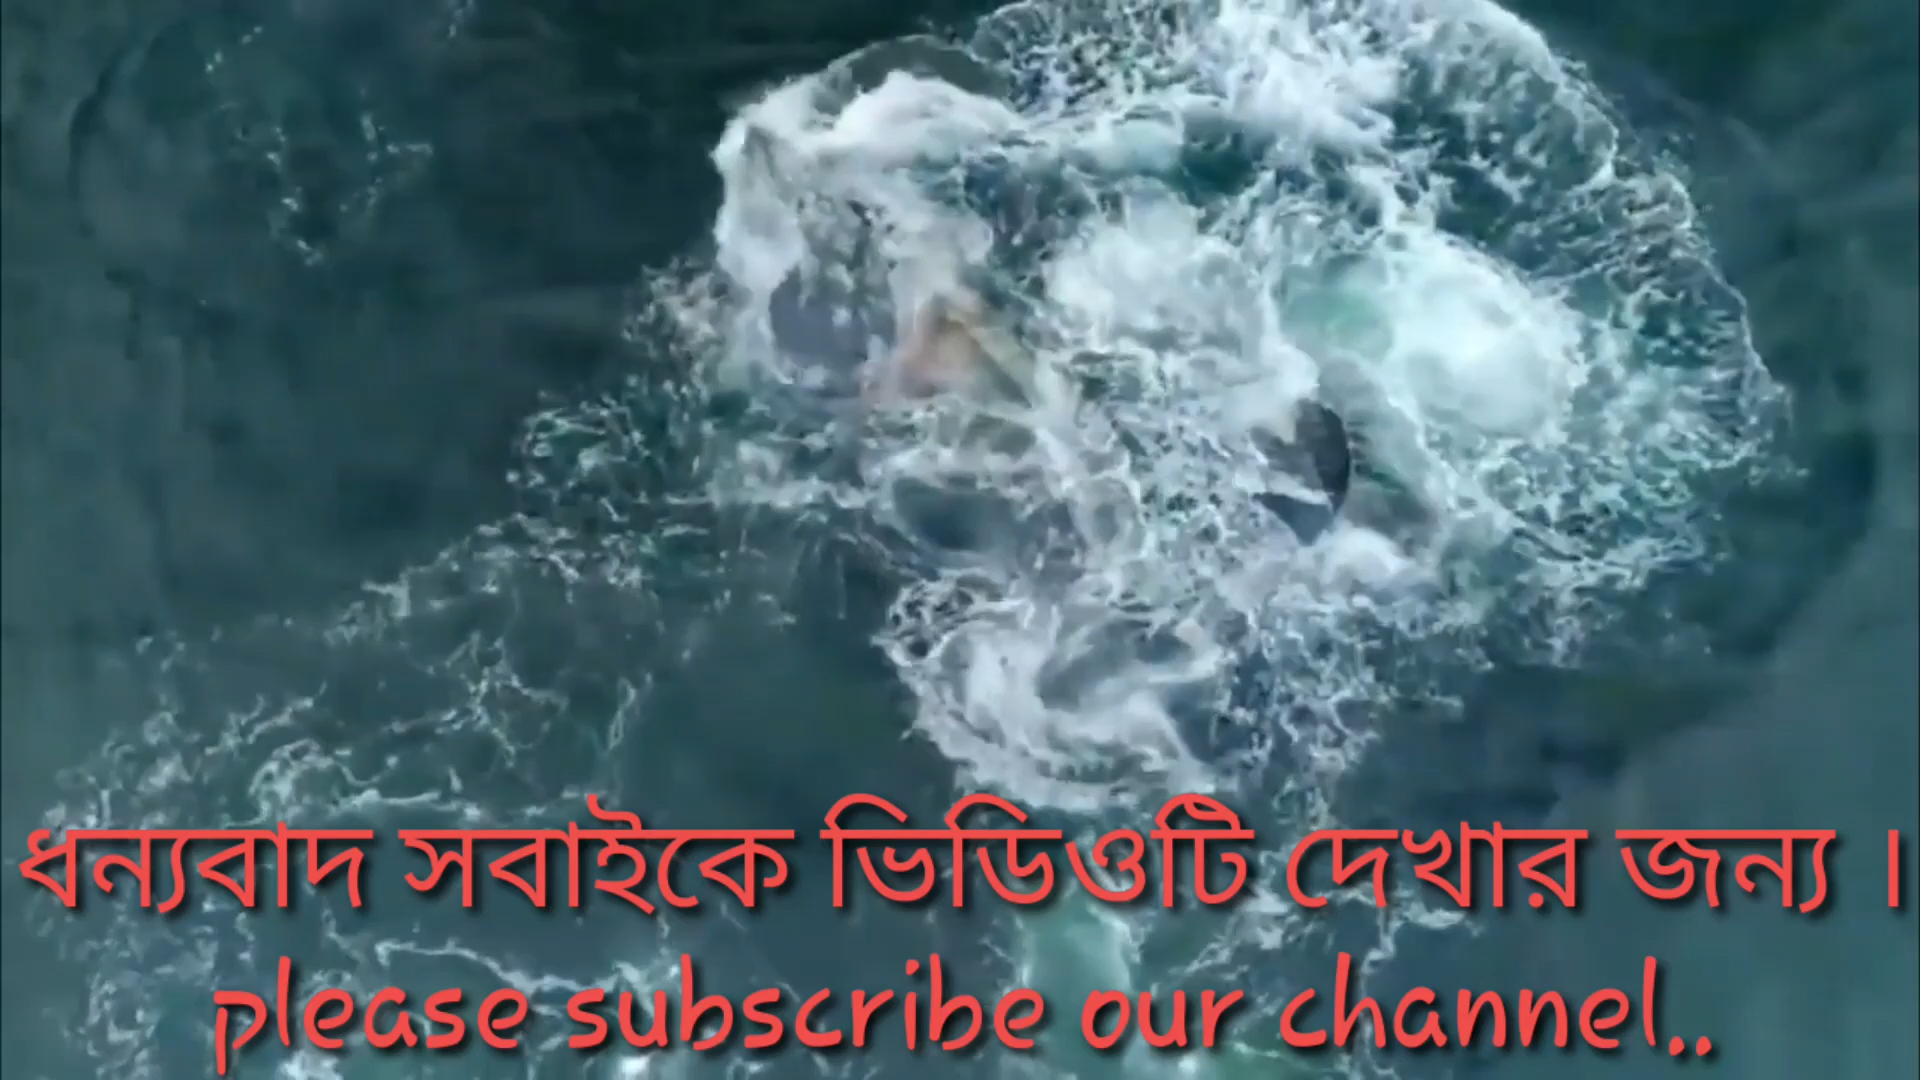 ধন্যবাদ সবাইকে ভিডিওটি দেখার জন্য ।
please subscribe our channel..